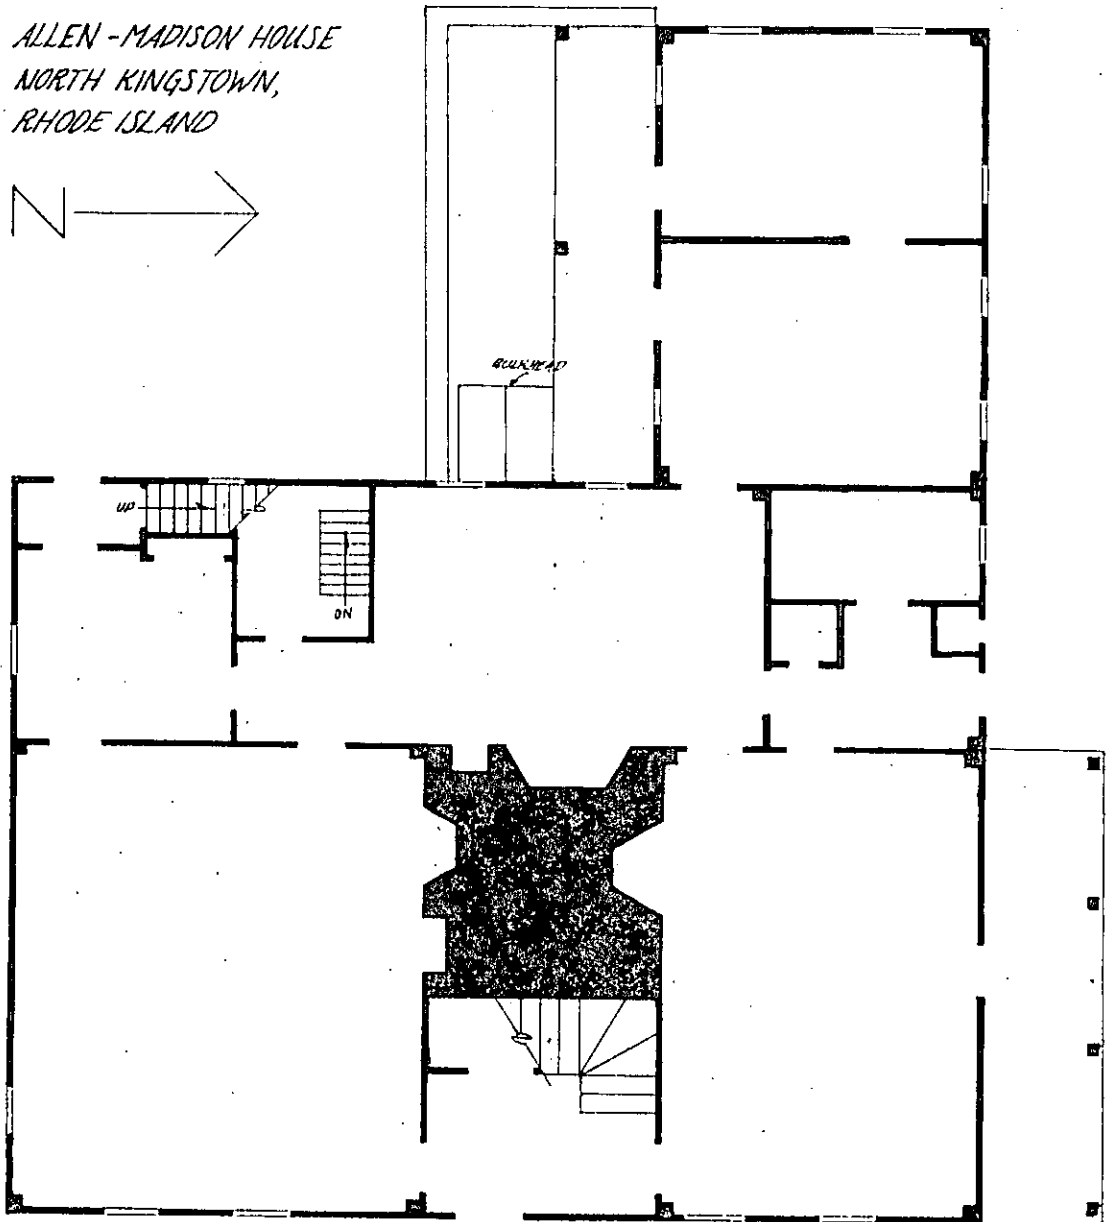 ALLEN-MADISON HOUSE
NORTH KINGSTOWN,
RHODE ISLAND
N
BULKHEAD
UP
DN